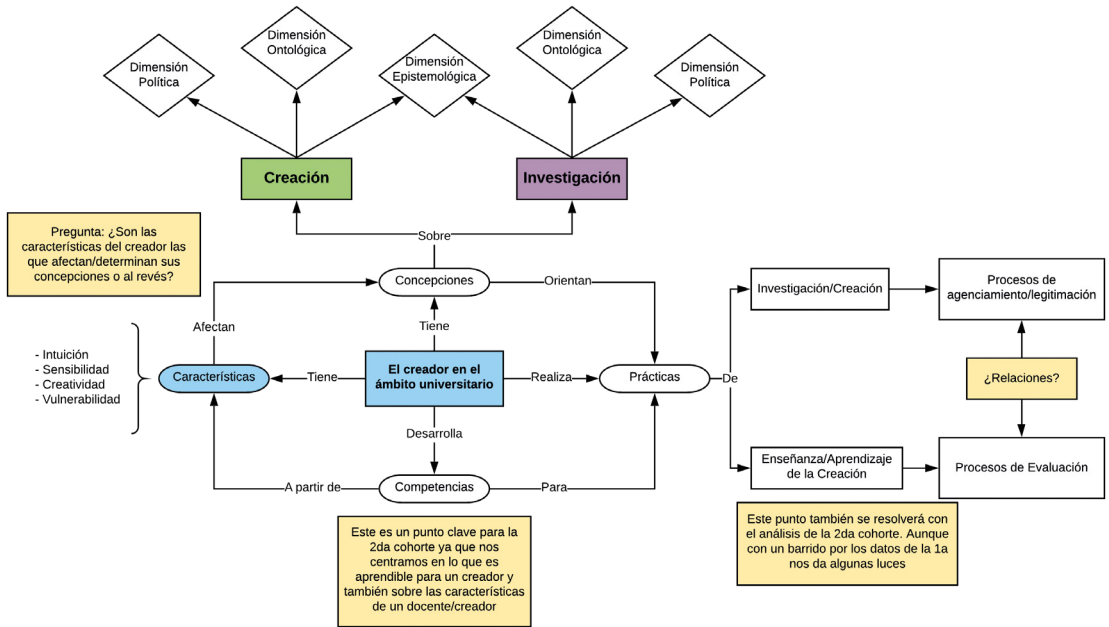 Dimensión
Política
Dimensión
Ontológica
Dimensión
Epistemológica
Dimensión
Ontológica
Dimensión
Política
Creación
Investigación
Pregunta: ¿Son las
características del creador las
que afectan/determinan sus
concepciones o al revés?
Sobre
Concepciones
Orientan
Investigación/Creación
Procesos de
agenciamiento/legitimación
Afectan
Tiene
- Intuición
- Sensibilidad
- Creatividad
- Vulnerabilidad
Características
Tiene
El creador en el
ámbito universitario
Realiza
Prácticas
De
¿Relaciones?
Desarrolla
A partir de
Competencias
Para
Enseñanza/Aprendizaje
de la Creación
Procesos de Evaluación
Este es un punto clave para la
2da cohorte ya que nos
centramos en lo que es
aprendible para un creador y
también sobre las características
de un docente/creador
Este punto también se resolverá con
el análisis de la 2da cohorte. Aunque
con un barrido por los datos de la 1a
nos da algunas luces